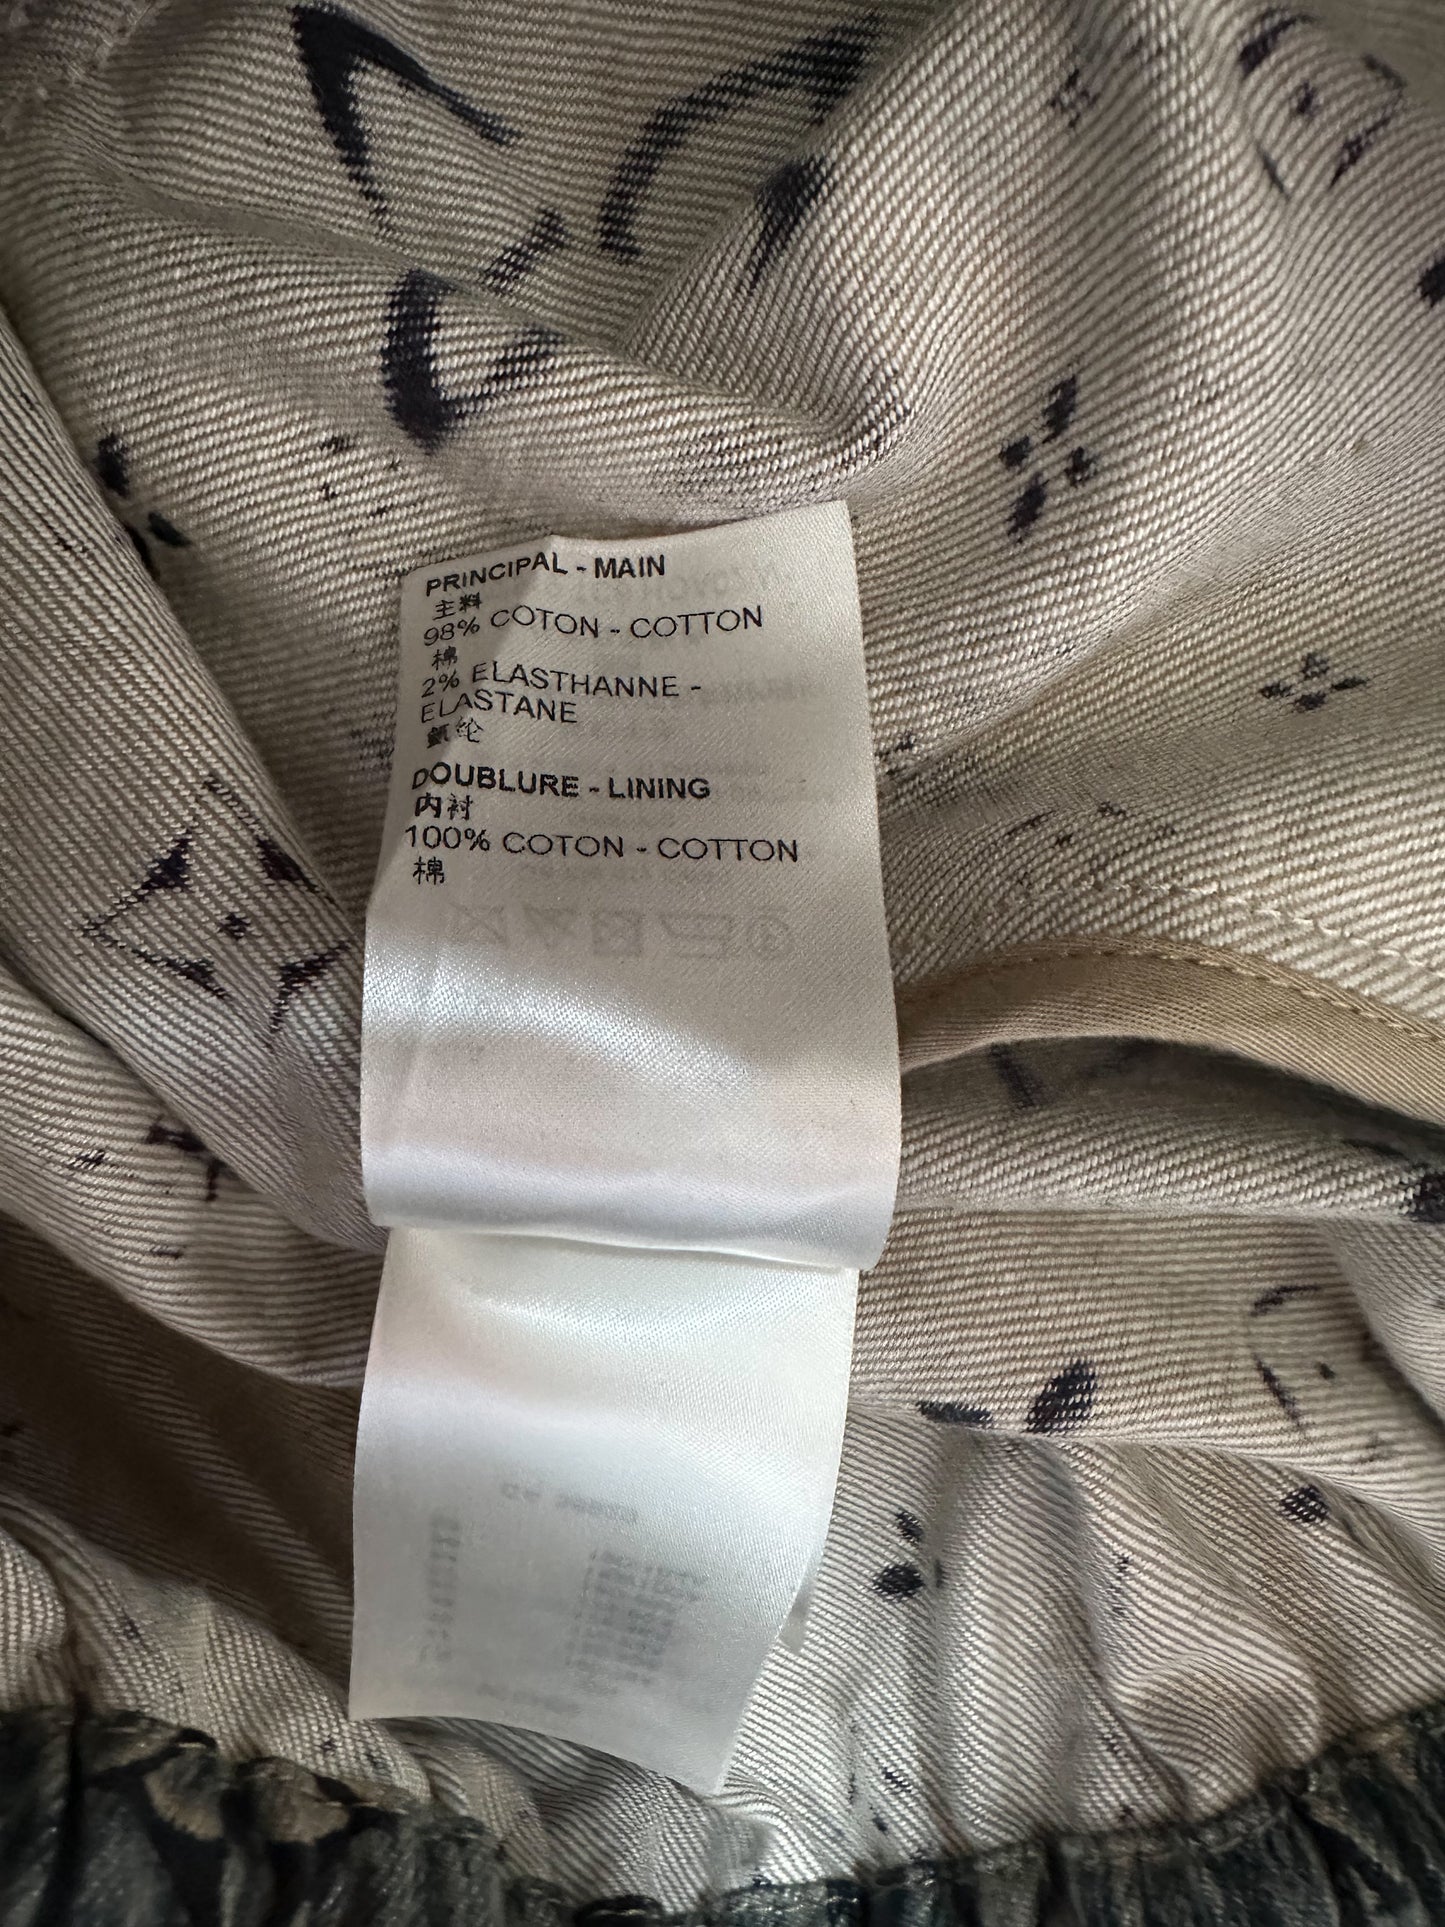 PRINCIPAL - MAIN
主料
98% COTON - COTTON
棉
2% ELASTHANNE -
ELASTANE
氨纶
DOUBLURE - LINING
内衬
100% COTON - COTTON
棉